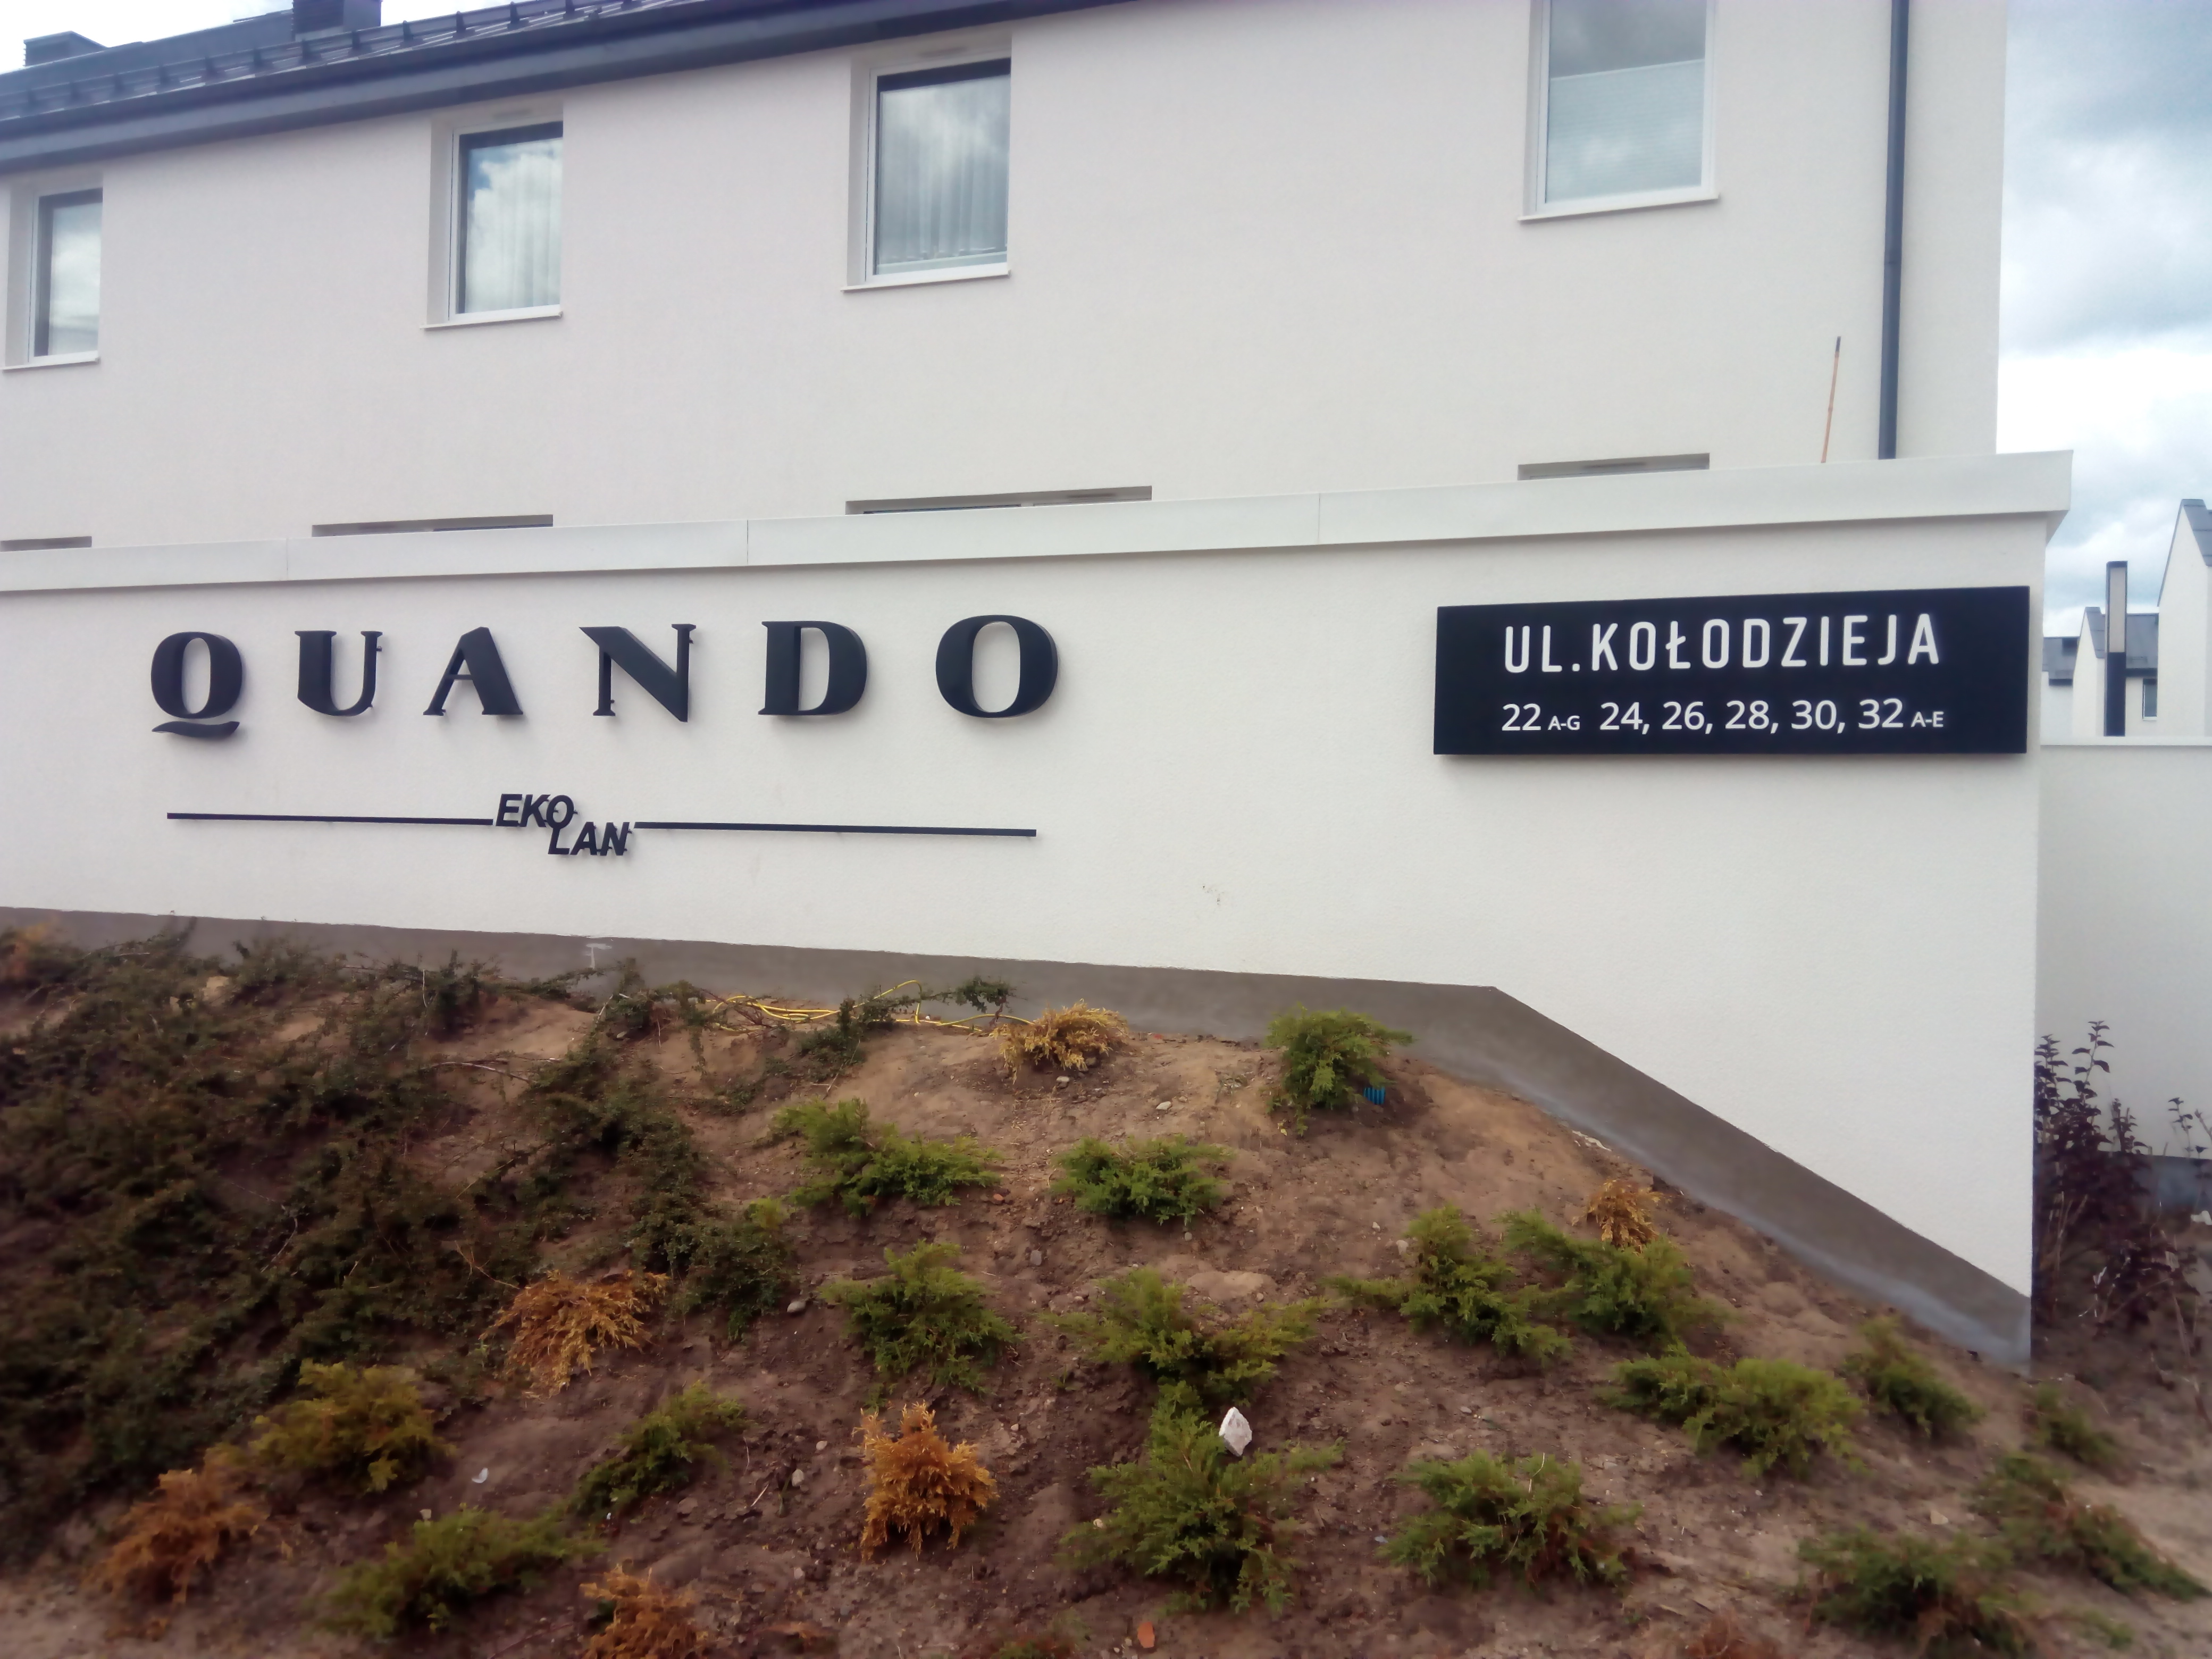 QUANDO
EKO
LAN
UL.KOŁODZIEJA
22 A-G 24, 26, 28, 30, 32 A-E